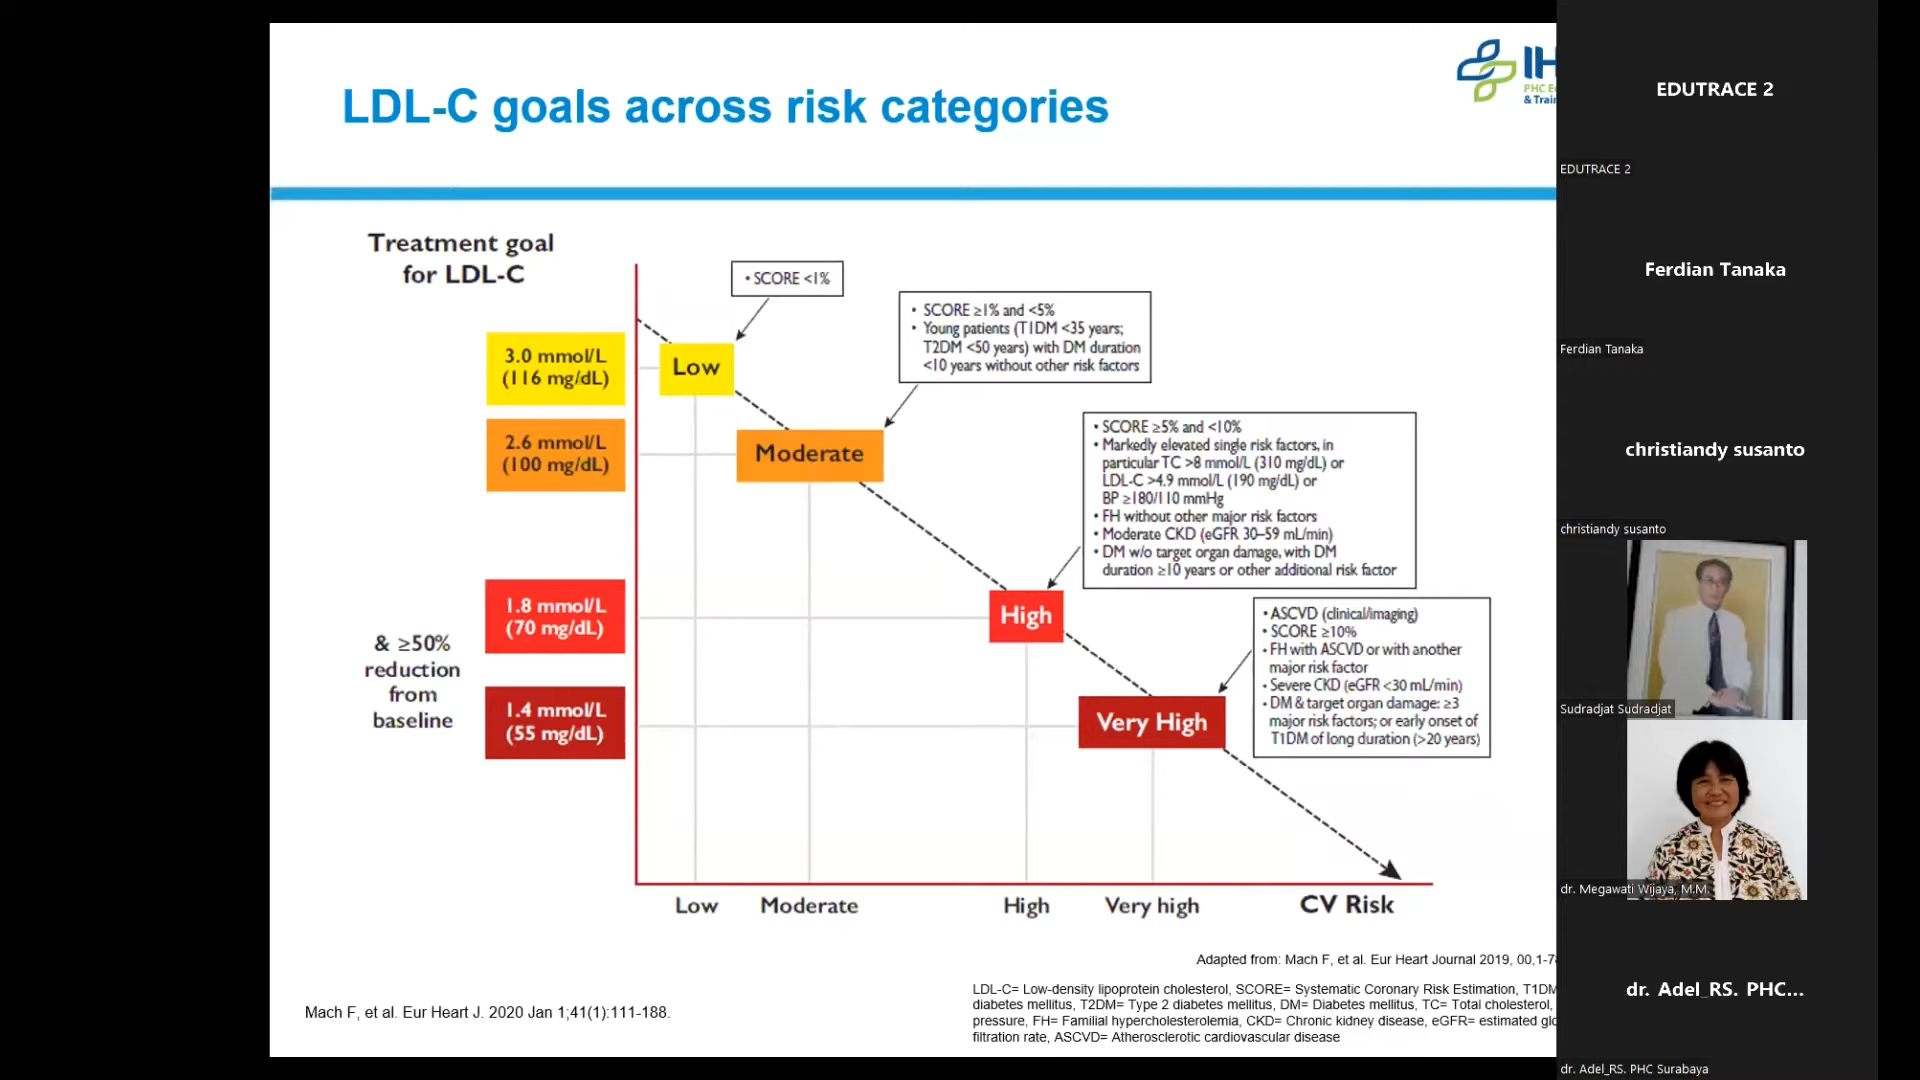 LDL-C goals across risk categories
IH
PHC
& Trai
Treatment goal
for LDL-C
3.0 mmol/L
(116 mg/dL)
2.6 mmol/L
(100 mg/dL)
1.8 mmol/L
(70 mg/dL)
1.4 mmol/L
(55 mg/dL)
& ≥50%
reduction
from
baseline
• SCORE <1%
• SCORE ≥1% and <5%
• Young patients (T1DM <35 years;
T2DM <50 years) with DM duration
<10 years without other risk factors
• SCORE ≥5% and <10%
• Markedly elevated single risk factors, in
particular TC >8 mmol/L (310 mg/dL) or
LDL-C >4.9 mmol/L (190 mg/dL) or
BP ≥180/110 mmHg
• FH without other major risk factors
• Moderate CKD (eGFR 30–59 mL/min)
• DM w/o target organ damage, with DM
duration ≥10 years or other additional risk factor
• ASCVD (clinical/imaging)
• SCORE ≥10%
• FH with ASCVD or with another
major risk factor
• Severe CKD (eGFR <30 mL/min)
• DM & target organ damage: ≥3
major risk factors; or early onset of
T1DM of long duration (>20 years)
Low
Moderate
High
Very High
Low
Moderate
High
Very high
CV Risk
Adapted from: Mach F, et al. Eur Heart Journal 2019, 00,1-7
LDL-C= Low-density lipoprotein cholesterol, SCORE= Systematic Coronary Risk Estimation, T1DM
diabetes mellitus, T2DM= Type 2 diabetes mellitus, DM= Diabetes mellitus, TC= Total cholesterol,
pressure, FH= Familial hypercholesterolemia, CKD= Chronic kidney disease, eGFR= estimated glo
filtration rate, ASCVD= Atherosclerotic cardiovascular disease
Mach F, et al. Eur Heart J. 2020 Jan 1;41(1):111-188.
EDUTRACE 2
EDUTRACE 2
Ferdian Tanaka
Ferdian Tanaka
christiandy susanto
christiandy susanto
Sudradjat Sudradjat
dr. Megawati Wijaya, M.M.
dr. Adel_RS. PHC...
dr. Adel_RS. PHC Surabaya